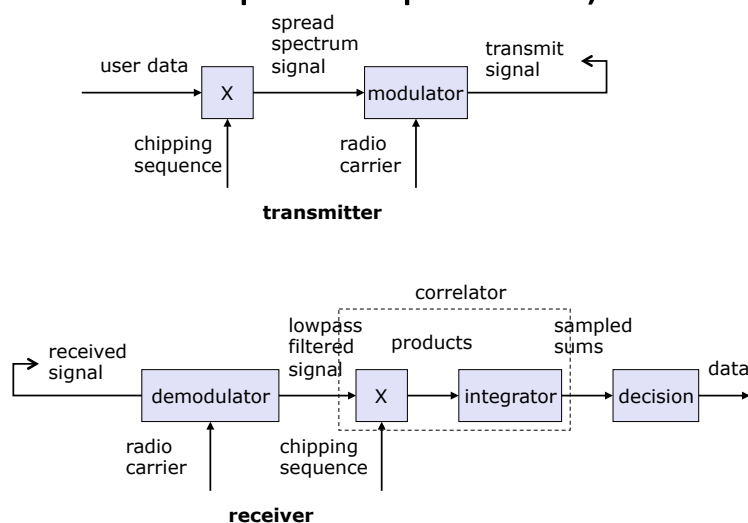 spread
spectrum
signal
transmit
signal
user data
X
modulator
chipping
sequence
radio
carrier
transmitter
correlator
lowpass
filtered
signal
products
sampled
sums
received
signal
data
demodulator
X
integrator
decision
radio
carrier
chipping
sequence
receiver